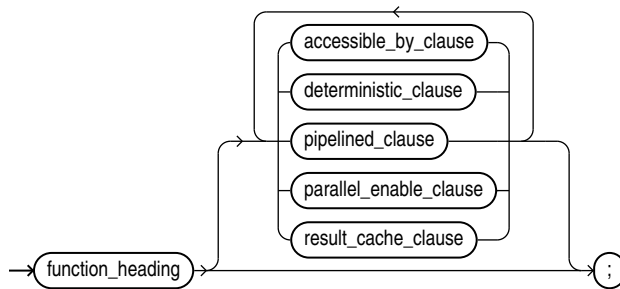 accessible_by_clause
deterministic_clause
pipelined_clause
parallel_enable_clause
result_cache_clause
function_heading ;